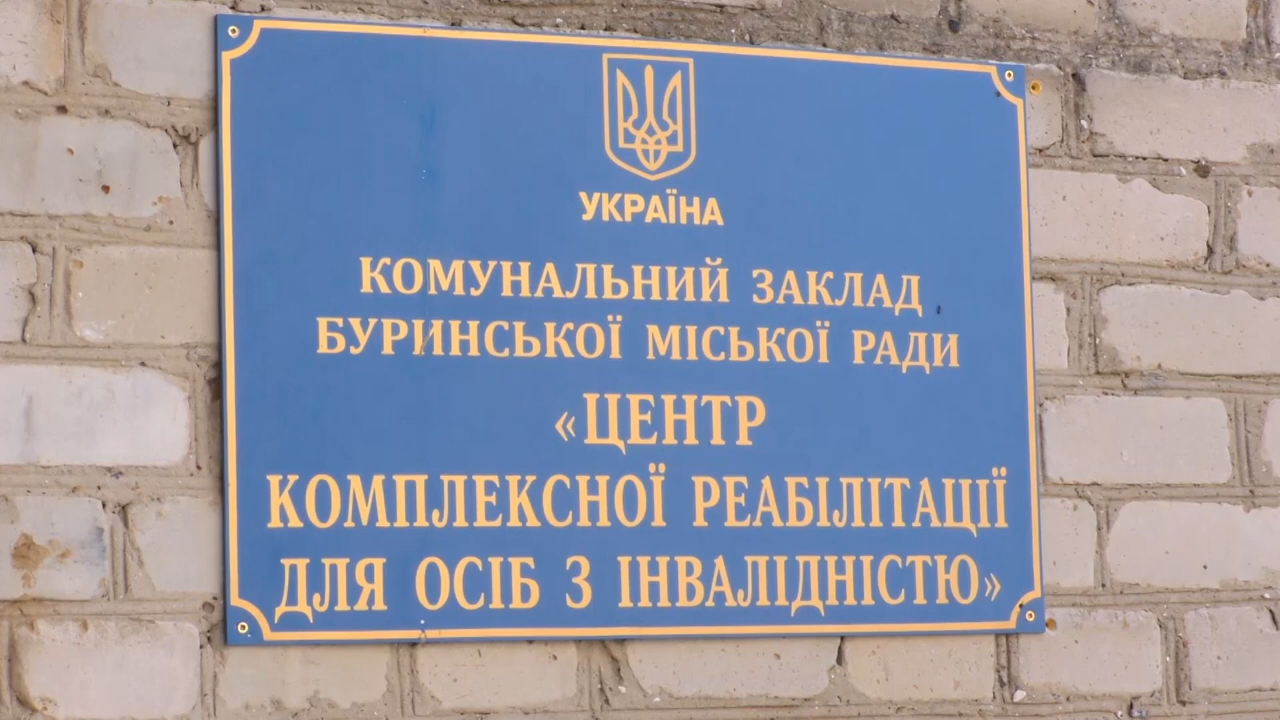 УКРАЇНА
КОМУНАЛЬНИЙ ЗАКЛАД
БУРИНСЬКОЇ МІСЬКОЇ РАДИ
«ЦЕНТР
КОМПЛЕКСНОЇ РЕАБІЛІТАЦІЇ
ДЛЯ ОСІБ З ІНВАЛІДНІСТЮ»